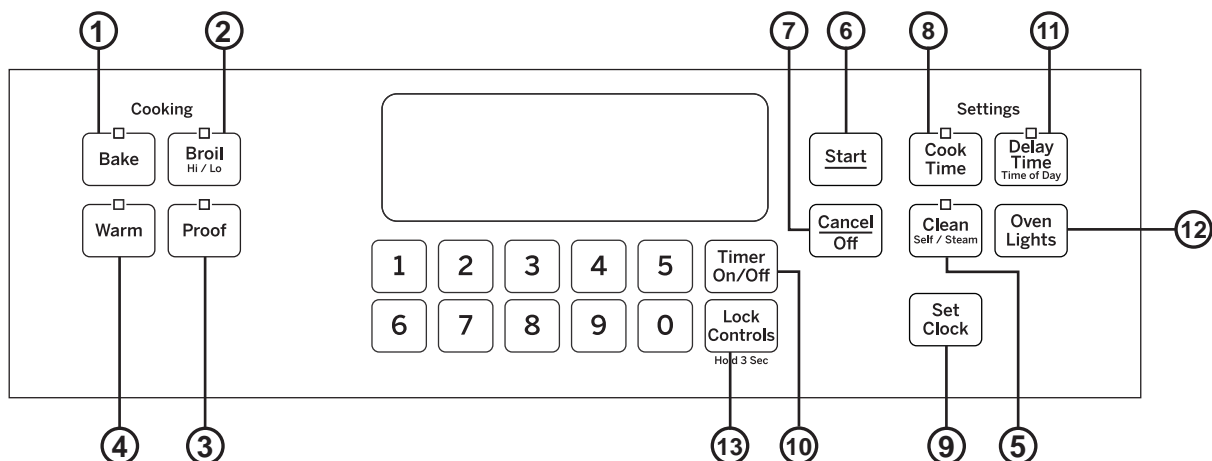 1
2
7
6
8
11
Cooking
Settings
Bake
Broil
Hi / Lo
Start
Cook
Time
Delay
Time
Time of Day
Warm
Proof
Cancel
Off
Clean
Self / Steam
Oven
Lights
12
1
2
3
4
5
Timer
On/Off
6
7
8
9
0
Lock
Controls
Hold 3 Sec
Set
Clock
4
3
13
10
9
5